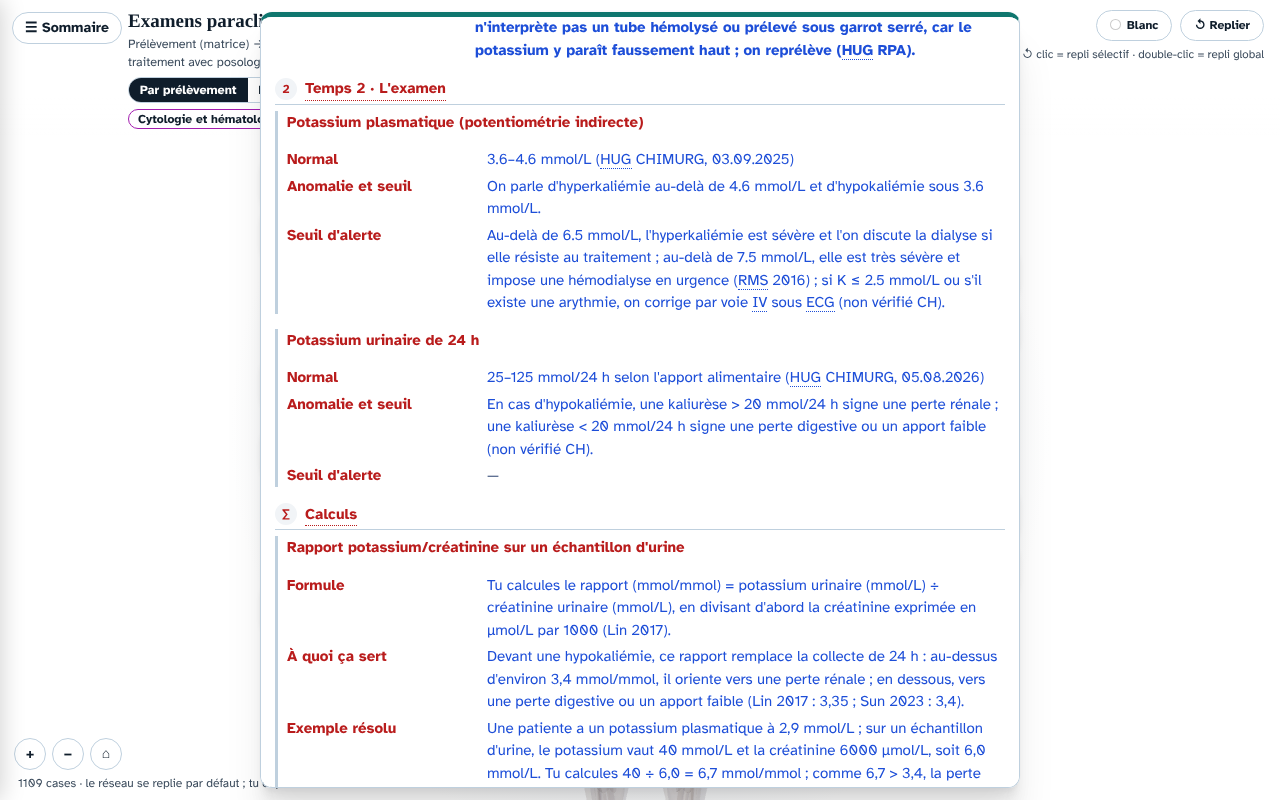 ☰ Sommaire
Examens paracli
Prélèvement (matrice) →
traitement avec posolog
Par prélèvement
Cytologie et hématolo
Blanc
↺ Replier
↺ clic = repli sélectif · double-clic = repli global
n'interprète pas un tube hémolysé ou prélevé sous garrot serré, car le
potassium y paraît faussement haut ; on reprélève (HUG RPA).
2 Temps 2 · L'examen
Potassium plasmatique (potentiométrie indirecte)
Normal 3.6–4.6 mmol/L (HUG CHIMURG, 03.09.2025)
Anomalie et seuil On parle d'hyperkaliémie au-delà de 4.6 mmol/L et d'hypokaliémie sous 3.6
mmol/L.
Seuil d'alerte Au-delà de 6.5 mmol/L, l'hyperkaliémie est sévère et l'on discute la dialyse si
elle résiste au traitement ; au-delà de 7.5 mmol/L, elle est très sévère et
impose une hémodialyse en urgence (RMS 2016) ; si K ≤ 2.5 mmol/L ou s'il
existe une arythmie, on corrige par voie IV sous ECG (non vérifié CH).
Potassium urinaire de 24 h
Normal 25–125 mmol/24 h selon l'apport alimentaire (HUG CHIMURG, 05.08.2026)
Anomalie et seuil En cas d'hypokaliémie, une kaliurèse > 20 mmol/24 h signe une perte rénale ;
une kaliurèse < 20 mmol/24 h signe une perte digestive ou un apport faible
(non vérifié CH).
Seuil d'alerte —
∑ Calculs
Rapport potassium/créatinine sur un échantillon d'urine
Formule Tu calcules le rapport (mmol/mmol) = potassium urinaire (mmol/L) ÷
créatinine urinaire (mmol/L), en divisant d'abord la créatinine exprimée en
µmol/L par 1000 (Lin 2017).
À quoi ça sert Devant une hypokaliémie, ce rapport remplace la collecte de 24 h : au-dessus
d'environ 3,4 mmol/mmol, il oriente vers une perte rénale ; en dessous, vers
une perte digestive ou un apport faible (Lin 2017 : 3,35 ; Sun 2023 : 3,4).
Exemple résolu Une patiente a un potassium plasmatique à 2,9 mmol/L ; sur un échantillon
d'urine, le potassium vaut 40 mmol/L et la créatinine 6000 µmol/L, soit 6,0
mmol/L. Tu calcules 40 ÷ 6,0 = 6,7 mmol/mmol ; comme 6,7 > 3,4, la perte
+ − ⌂
1109 cases · le réseau se replie par défaut ; tu